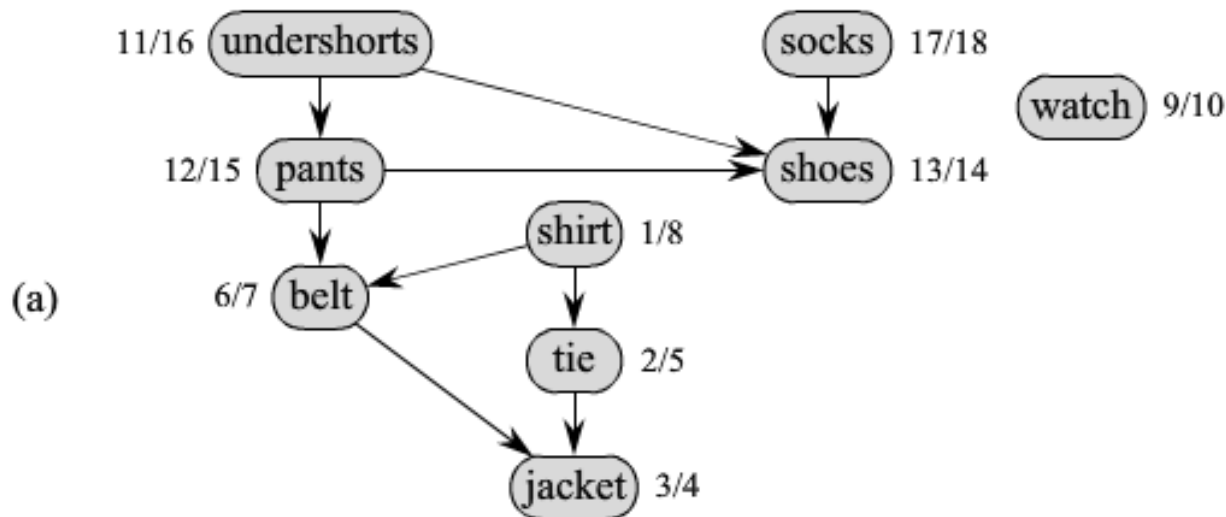 11/16 undershorts socks 17/18
watch 9/10
12/15 pants shoes 13/14
shirt 1/8
(a) 6/7 belt
tie 2/5
jacket 3/4